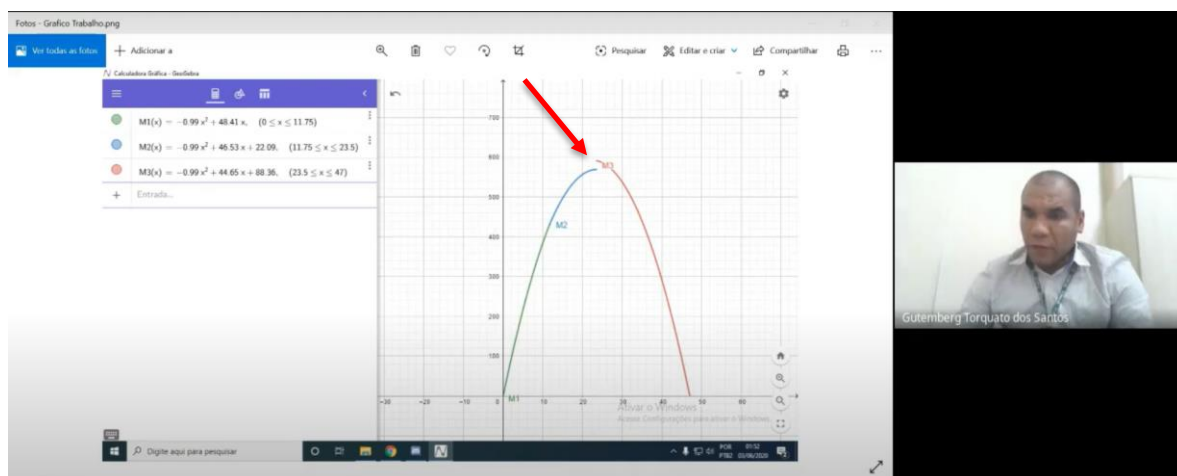 Fotos - Grafico Trabalho.png
Ver todas as fotos
Adicionar a
Pesquisar
Editar e criar
Compartilhar
Calculadora Gráfica - GeoGebra
M1(x) = −0.99 x² + 48.41 x, (0 ≤ x ≤ 11.75)
M2(x) = −0.99 x² + 46.53 x + 22.09, (11.75 ≤ x ≤ 23.5)
M3(x) = −0.99 x² + 44.65 x + 88.36, (23.5 ≤ x ≤ 47)
Entrada...
700
600
M3
500
M2
400
300
200
100
M1
-30 -20 -10 0 10 20 30 40 50 60
Ativar o Windows
Acesse Configurações para ativar o Windows.
Digite aqui para pesquisar
POR
PTB2
01:52
03/06/2020
2
Gutemberg Torquato dos Santos